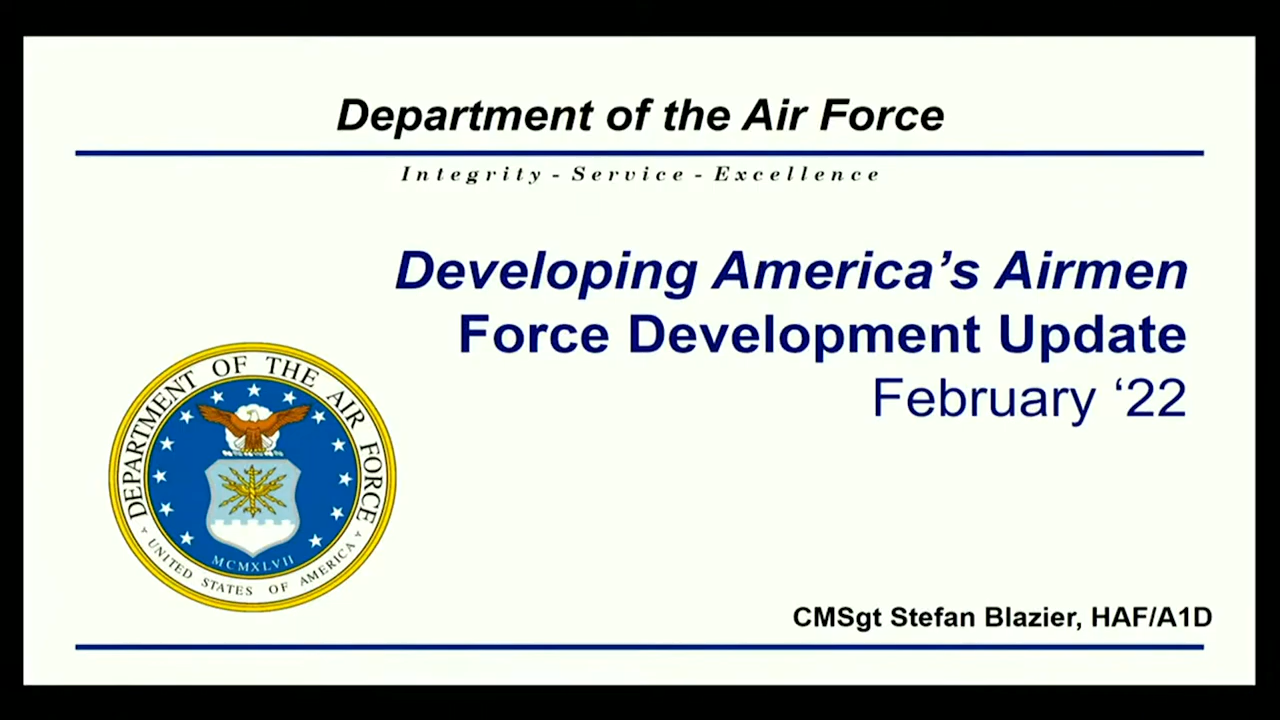 Department of the Air Force
Integrity - Service - Excellence
Developing America’s Airmen
Force Development Update
February ‘22
DEPARTMENT OF THE AIR FORCE
MCMXLVII
UNITED STATES OF AMERICA
CMSgt Stefan Blazier, HAF/A1D